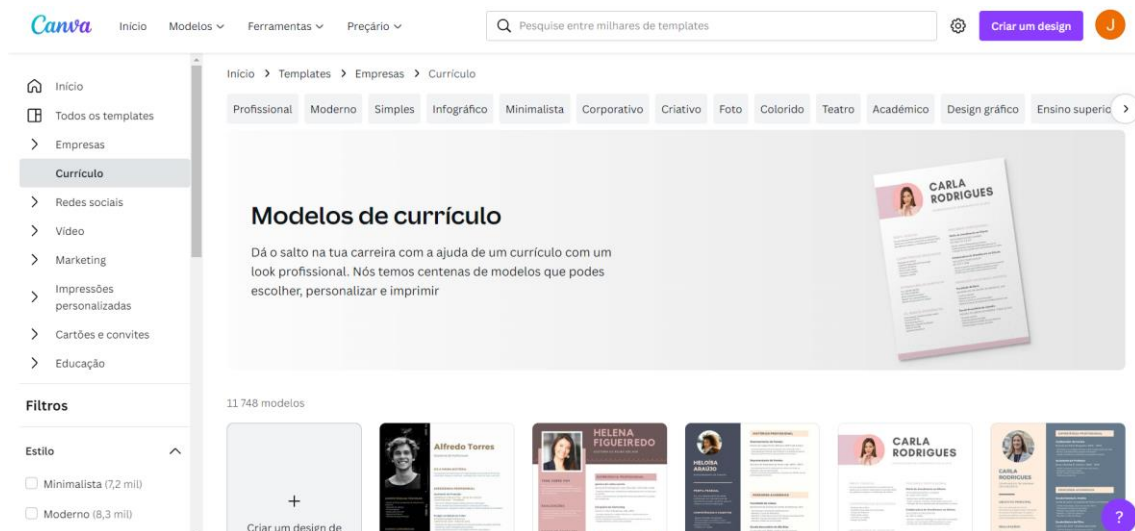 Canva
Início
Modelos
Ferramentas
Preçário
Pesquise entre milhares de templates
Criar um design
J
Início
Todos os templates
Empresas
Currículo
Redes sociais
Vídeo
Marketing
Impressões
personalizadas
Cartões e convites
Educação
Filtros
Estilo
Minimalista (7,2 mil)
Moderno (8,3 mil)
Início > Templates > Empresas > Currículo
Profissional Moderno Simples Infográfico Minimalista Corporativo Criativo Foto Colorido Teatro Académico Design gráfico Ensino superio
Modelos de currículo
Dá o salto na tua carreira com a ajuda de um currículo com um
look profissional. Nós temos centenas de modelos que podes
escolher, personalizar e imprimir
CARLA
RODRIGUES
11 748 modelos
Criar um design de
Alfredo Torres
HELENA
FIGUEIREDO
HELOÍSA
ARAÚJO
CARLA
RODRIGUES
CARLA
RODRIGUES
?